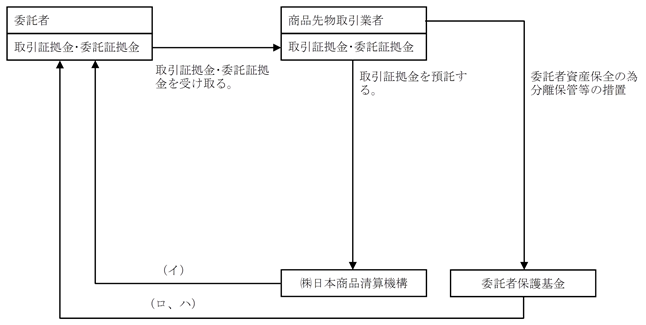 委託者
取引証拠金・委託証拠金
商品先物取引業者
取引証拠金・委託証拠金
取引証拠金・委託証拠
金を受け取る。
取引証拠金を預託す
る。
委託者資産保全の為
分離保管等の措置
(イ)
㈱日本商品清算機構
委託者保護基金
(ロ、ハ)